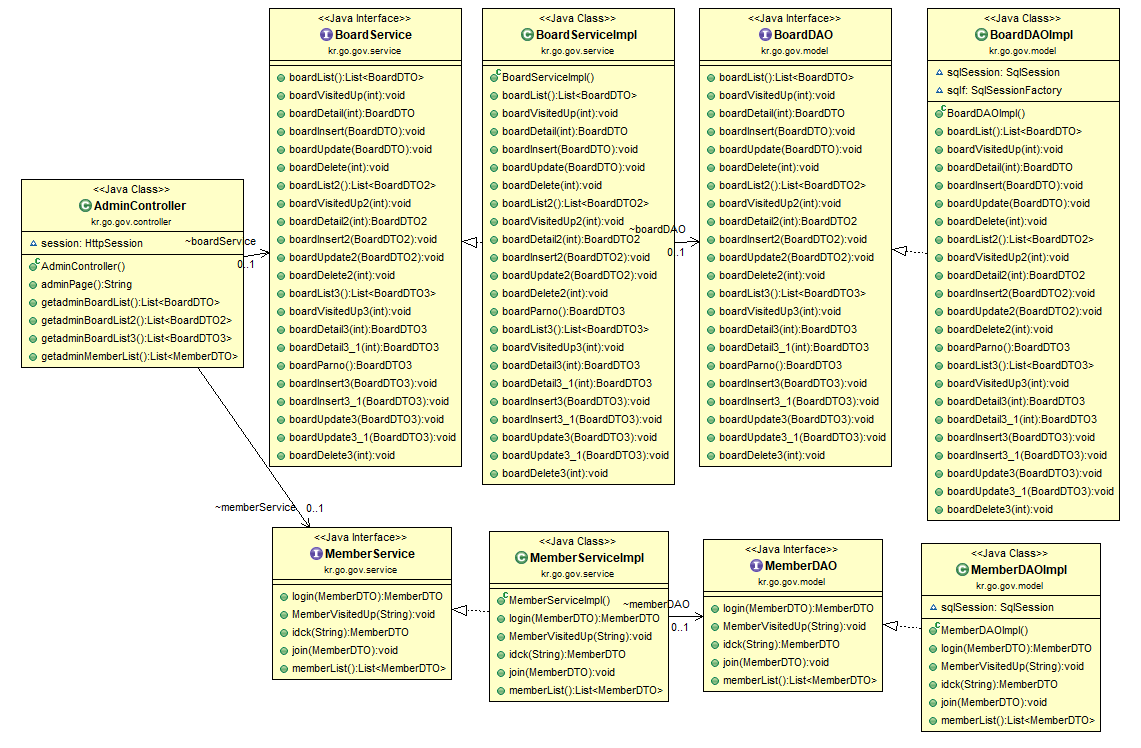 <<Java Class>>
AdminController
kr.go.gov.controller
session: HttpSession
AdminController()
adminPage():String
getadminBoardList():List<BoardDTO>
getadminBoardList2():List<BoardDTO2>
getadminBoardList3():List<BoardDTO3>
getadminMemberList():List<MemberDTO>
~boardService
0..1
<<Java Interface>>
BoardService
kr.go.gov.service
boardList():List<BoardDTO>
boardVisitedUp(int):void
boardDetail(int):BoardDTO
boardInsert(BoardDTO):void
boardUpdate(BoardDTO):void
boardDelete(int):void
boardList2():List<BoardDTO2>
boardVisitedUp2(int):void
boardDetail2(int):BoardDTO2
boardInsert2(BoardDTO2):void
boardUpdate2(BoardDTO2):void
boardDelete2(int):void
boardList3():List<BoardDTO3>
boardVisitedUp3(int):void
boardDetail3(int):BoardDTO3
boardDetail3_1(int):BoardDTO3
boardParno():BoardDTO3
boardInsert3(BoardDTO3):void
boardInsert3_1(BoardDTO3):void
boardUpdate3(BoardDTO3):void
boardUpdate3_1(BoardDTO3):void
boardDelete3(int):void
<<Java Class>>
BoardServiceImpl
kr.go.gov.service
BoardServiceImpl()
boardList():List<BoardDTO>
boardVisitedUp(int):void
boardDetail(int):BoardDTO
boardInsert(BoardDTO):void
boardUpdate(BoardDTO):void
boardDelete(int):void
boardList2():List<BoardDTO2>
boardVisitedUp2(int):void
boardDetail2(int):BoardDTO2
boardInsert2(BoardDTO2):void
boardUpdate2(BoardDTO2):void
boardDelete2(int):void
boardParno():BoardDTO3
boardList3():List<BoardDTO3>
boardVisitedUp3(int):void
boardDetail3(int):BoardDTO3
boardDetail3_1(int):BoardDTO3
boardInsert3(BoardDTO3):void
boardInsert3_1(BoardDTO3):void
boardUpdate3(BoardDTO3):void
boardUpdate3_1(BoardDTO3):void
boardDelete3(int):void
~boardDAO
0..1
<<Java Interface>>
BoardDAO
kr.go.gov.model
boardList():List<BoardDTO>
boardVisitedUp(int):void
boardDetail(int):BoardDTO
boardInsert(BoardDTO):void
boardUpdate(BoardDTO):void
boardDelete(int):void
boardList2():List<BoardDTO2>
boardVisitedUp2(int):void
boardDetail2(int):BoardDTO2
boardInsert2(BoardDTO2):void
boardUpdate2(BoardDTO2):void
boardDelete2(int):void
boardList3():List<BoardDTO3>
boardVisitedUp3(int):void
boardDetail3(int):BoardDTO3
boardDetail3_1(int):BoardDTO3
boardParno():BoardDTO3
boardInsert3(BoardDTO3):void
boardInsert3_1(BoardDTO3):void
boardUpdate3(BoardDTO3):void
boardUpdate3_1(BoardDTO3):void
boardDelete3(int):void
<<Java Class>>
BoardDAOImpl
kr.go.gov.model
sqlSession: SqlSession
sqlf: SqlSessionFactory
BoardDAOImpl()
boardList():List<BoardDTO>
boardVisitedUp(int):void
boardDetail(int):BoardDTO
boardInsert(BoardDTO):void
boardUpdate(BoardDTO):void
boardDelete(int):void
boardList2():List<BoardDTO2>
boardVisitedUp2(int):void
boardDetail2(int):BoardDTO2
boardInsert2(BoardDTO2):void
boardUpdate2(BoardDTO2):void
boardDelete2(int):void
boardParno():BoardDTO3
boardList3():List<BoardDTO3>
boardVisitedUp3(int):void
boardDetail3(int):BoardDTO3
boardDetail3_1(int):BoardDTO3
boardInsert3(BoardDTO3):void
boardInsert3_1(BoardDTO3):void
boardUpdate3(BoardDTO3):void
boardUpdate3_1(BoardDTO3):void
boardDelete3(int):void
~memberService
0..1
<<Java Interface>>
MemberService
kr.go.gov.service
login(MemberDTO):MemberDTO
MemberVisitedUp(String):void
idck(String):MemberDTO
join(MemberDTO):void
memberList():List<MemberDTO>
<<Java Class>>
MemberServiceImpl
kr.go.gov.service
MemberServiceImpl()
login(MemberDTO):MemberDTO
MemberVisitedUp(String):void
idck(String):MemberDTO
join(MemberDTO):void
memberList():List<MemberDTO>
~memberDAO
0..1
<<Java Interface>>
MemberDAO
kr.go.gov.model
login(MemberDTO):MemberDTO
MemberVisitedUp(String):void
idck(String):MemberDTO
join(MemberDTO):void
memberList():List<MemberDTO>
<<Java Class>>
MemberDAOImpl
kr.go.gov.model
sqlSession: SqlSession
MemberDAOImpl()
login(MemberDTO):MemberDTO
MemberVisitedUp(String):void
idck(String):MemberDTO
join(MemberDTO):void
memberList():List<MemberDTO>